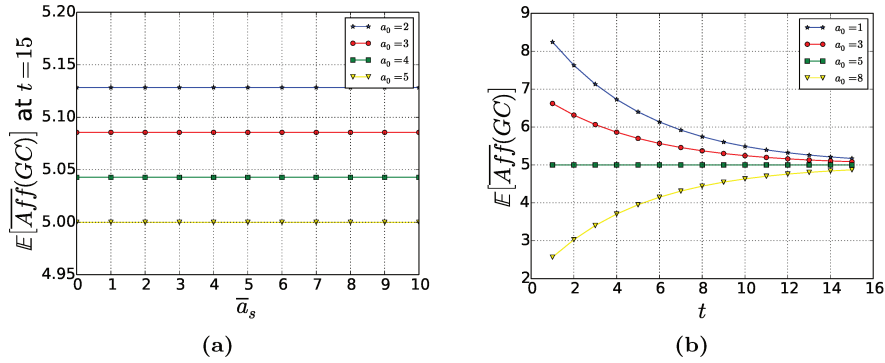 5.20
5.15
5.10
5.05
5.00
4.95
𝔼[\overline{Aff}(GC)] at t=15
a₀=2
a₀=3
a₀=4
a₀=5
0 1 2 3 4 5 6 7 8 9 10
a̅ₛ
(a)
9
8
7
6
5
4
3
2
𝔼[\overline{Aff}(GC)]
a₀=1
a₀=3
a₀=5
a₀=8
0 2 4 6 8 10 12 14 16
t
(b)